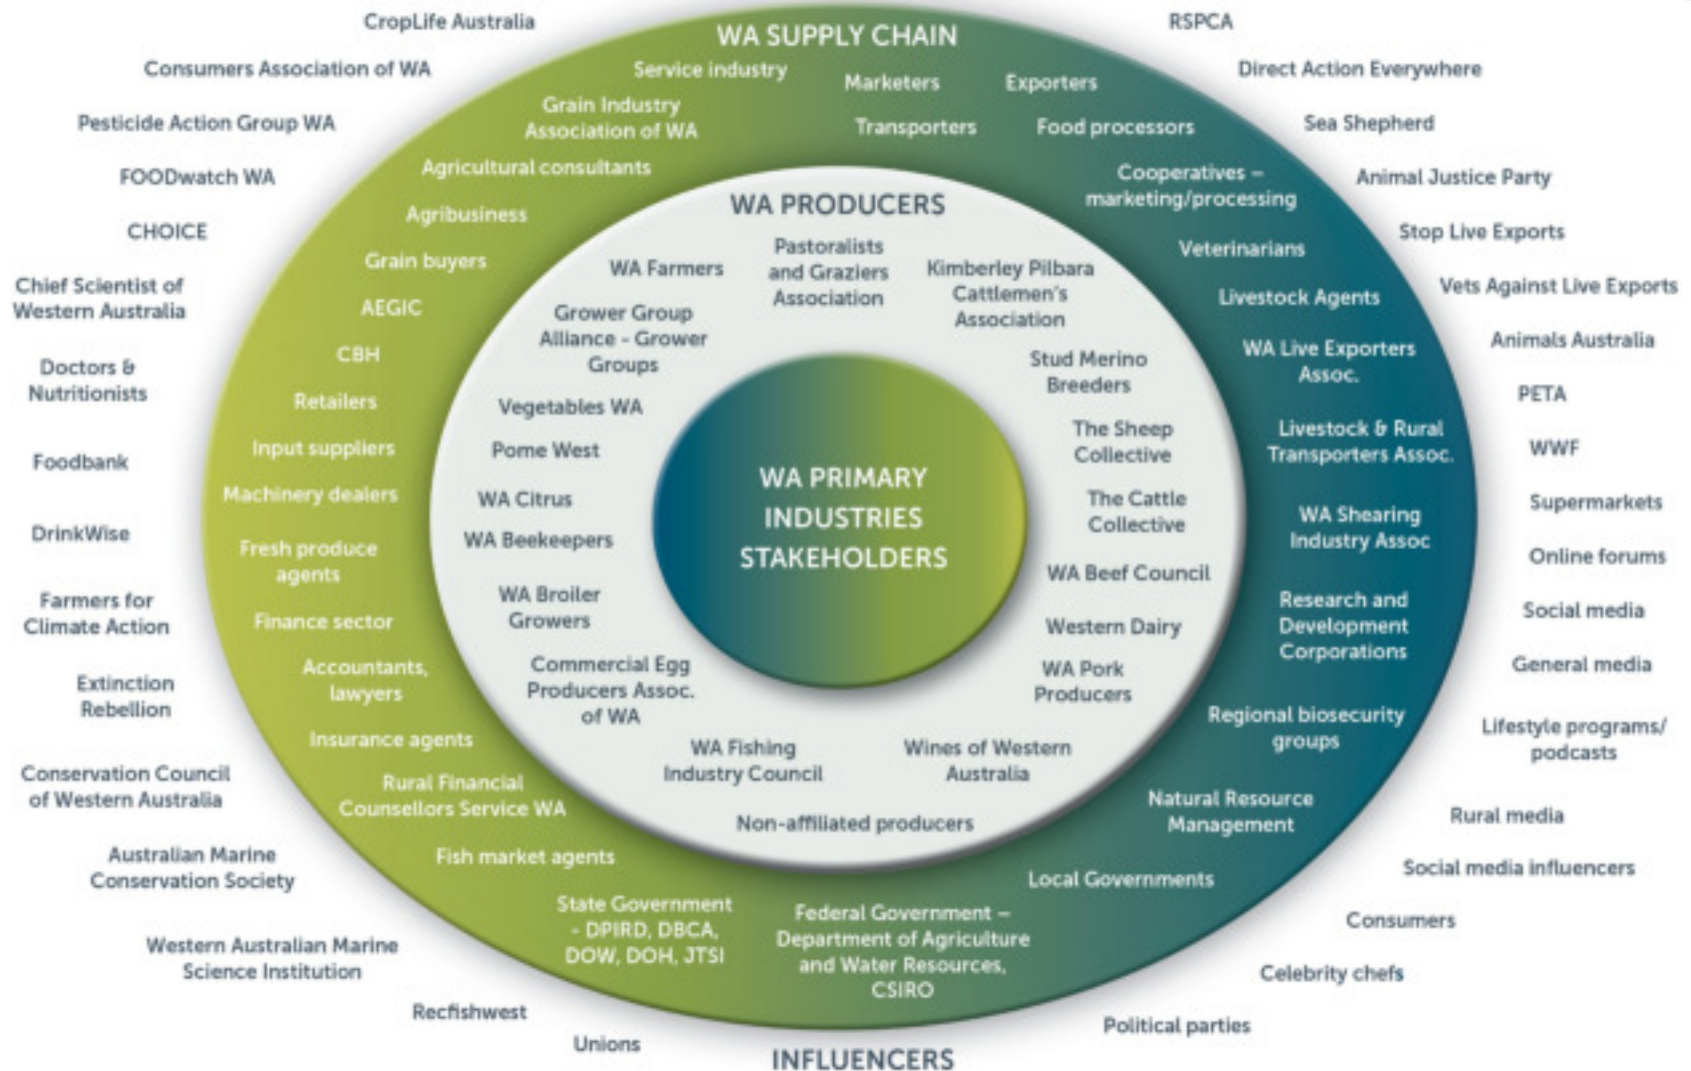 CropLife Australia
Consumers Association of WA
Pesticide Action Group WA
FOODwatch WA
CHOICE
Chief Scientist of
Western Australia
Doctors &
Nutritionists
Foodbank
DrinkWise
Farmers for
Climate Action
Extinction
Rebellion
Conservation Council
of Western Australia
Australian Marine
Conservation Society
Western Australian Marine
Science Institution
Recfishwest
Unions
INFLUENCERS
RSPCA
Direct Action Everywhere
Sea Shepherd
Animal Justice Party
Stop Live Exports
Vets Against Live Exports
Animals Australia
PETA
WWF
Supermarkets
Online forums
Social media
General media
Lifestyle programs/
podcasts
Rural media
Social media influencers
Consumers
Celebrity chefs
Political parties
WA SUPPLY CHAIN
Service industry
Grain Industry
Association of WA
Agricultural consultants
Agribusiness
Grain buyers
AEGIC
CBH
Retailers
Input suppliers
Machinery dealers
Fresh produce
agents
Finance sector
Accountants,
lawyers
Insurance agents
Rural Financial
Counsellors Service WA
Fish market agents
State Government
- DPIRD, DBCA,
DOW, DOH, JTSI
Marketers
Exporters
Transporters
Food processors
Cooperatives –
marketing/processing
Veterinarians
Livestock Agents
WA Live Exporters
Assoc.
Livestock & Rural
Transporters Assoc.
WA Shearing
Industry Assoc
Research and
Development
Corporations
Regional biosecurity
groups
Natural Resource
Management
Local Governments
Federal Government –
Department of Agriculture
and Water Resources,
CSIRO
WA PRODUCERS
WA Farmers
Grower Group
Alliance - Grower
Groups
Vegetables WA
Pome West
WA Citrus
WA Beekeepers
WA Broiler
Growers
Commercial Egg
Producers Assoc.
of WA
WA Fishing
Industry Council
Pastoralists
and Graziers
Association
Kimberley Pilbara
Cattlemen's
Association
Stud Merino
Breeders
The Sheep
Collective
The Cattle
Collective
WA Beef Council
Western Dairy
WA Pork
Producers
Wines of Western
Australia
Non-affiliated producers
WA PRIMARY
INDUSTRIES
STAKEHOLDERS